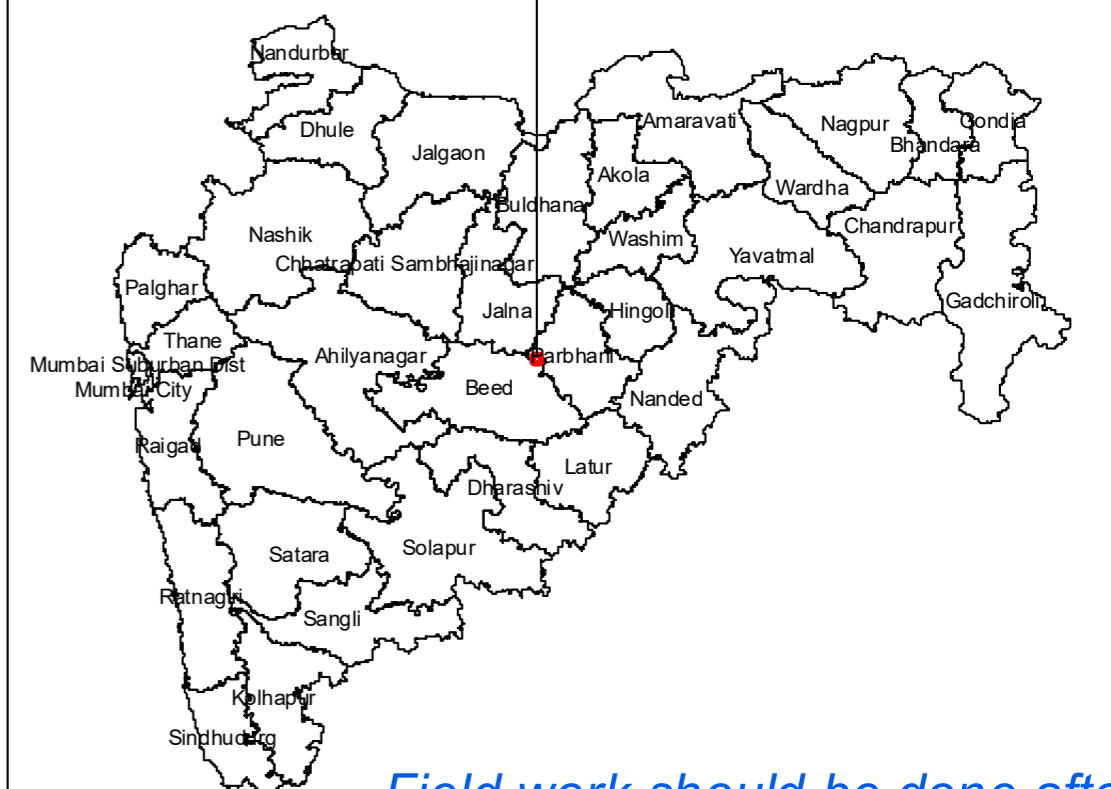 Nandurbar
Dhule
Jalgaon
Amaravati
Nagpur
Gondia
Bhandara
Akola
Wardha
Buldhana
Chandrapur
Nashik
Washim
Yavatmal
Chhatrapati Sambhajinagar
Palghar
Gadchiroli
Jalna
Hingoli
Thane
Ahilyanagar
Parbhani
Mumbai Suburban Dist
Mumbai City
Beed
Nanded
Raigad
Pune
Latur
Dharashiv
Solapur
Satara
Ratnagiri
Sangli
Kolhapur
Sindhudurg
Field work should be done afte